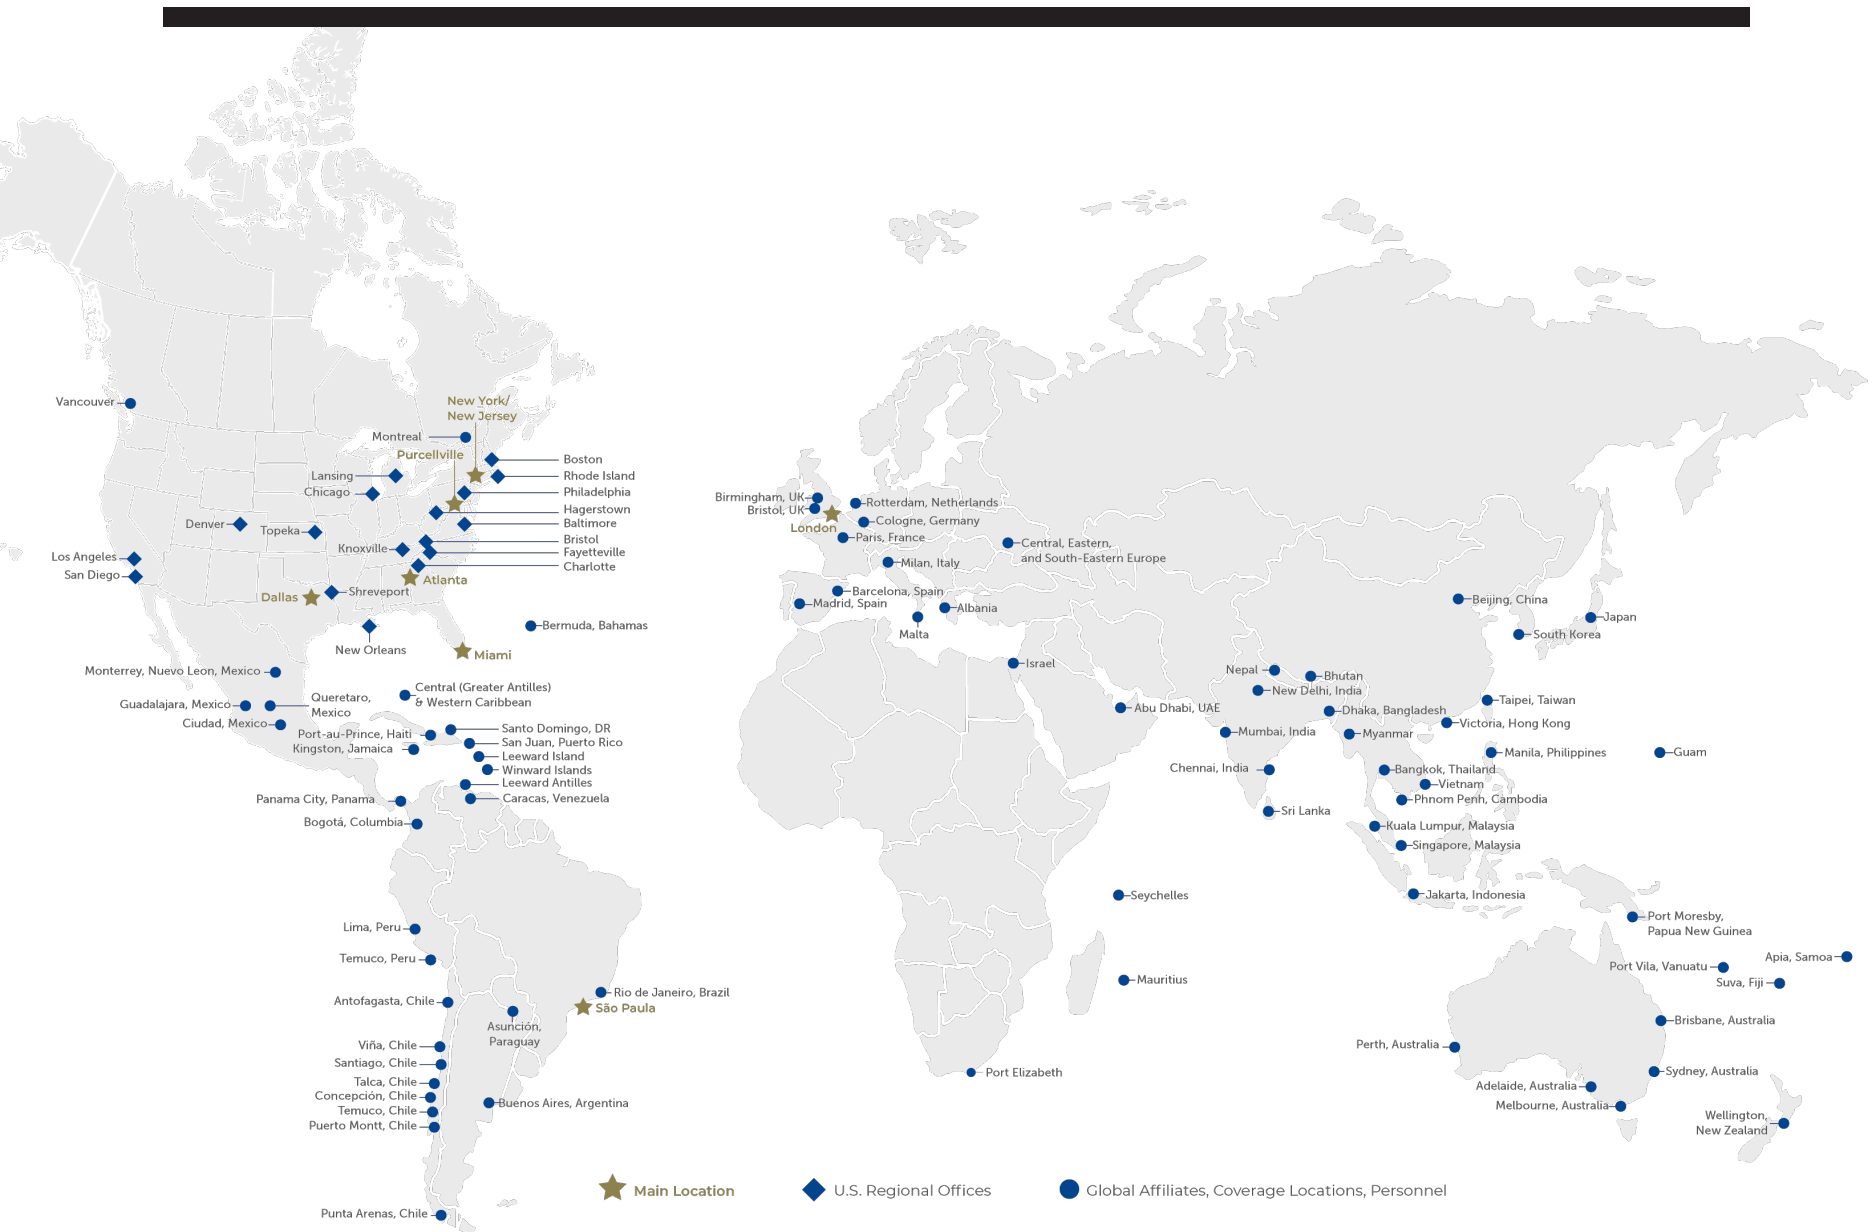 Vancouver
New York/
New Jersey
Montreal
Purcellville
Boston
Lansing
Rhode Island
Chicago
Philadelphia
Hagerstown
Denver
Baltimore
Topeka
Bristol
Knoxville
Fayetteville
Los Angeles
Charlotte
San Diego
Atlanta
Dallas
Shreveport
Bermuda, Bahamas
New Orleans
Miami
Monterrey, Nuevo Leon, Mexico
Central (Greater Antilles)
& Western Caribbean
Guadalajara, Mexico
Queretaro,
Mexico
Ciudad, Mexico
Port-au-Prince, Haiti
Santo Domingo, DR
Kingston, Jamaica
San Juan, Puerto Rico
Leeward Island
Winward Islands
Leeward Antilles
Panama City, Panama
Caracas, Venezuela
Bogotá, Columbia
Lima, Peru
Temuco, Peru
Antofagasta, Chile
Rio de Janeiro, Brazil
São Paula
Asunción,
Paraguay
Viña, Chile
Santiago, Chile
Talca, Chile
Concepción, Chile
Temuco, Chile
Buenos Aires, Argentina
Puerto Montt, Chile
Punta Arenas, Chile
Birmingham, UK
Bristol, UK
London
Rotterdam, Netherlands
Cologne, Germany
Paris, France
Central, Eastern,
and South-Eastern Europe
Milan, Italy
Barcelona, Spain
Madrid, Spain
Albania
Malta
Israel
Abu Dhabi, UAE
Seychelles
Mauritius
Port Elizabeth
Beijing, China
Japan
South Korea
Nepal
Bhutan
New Delhi, India
Taipei, Taiwan
Dhaka, Bangladesh
Victoria, Hong Kong
Mumbai, India
Myanmar
Manila, Philippines
Guam
Chennai, India
Bangkok, Thailand
Vietnam
Phnom Penh, Cambodia
Sri Lanka
Kuala Lumpur, Malaysia
Singapore, Malaysia
Jakarta, Indonesia
Port Moresby,
Papua New Guinea
Apia, Samoa
Port Vila, Vanuatu
Suva, Fiji
Brisbane, Australia
Perth, Australia
Sydney, Australia
Adelaide, Australia
Melbourne, Australia
Wellington,
New Zealand
Main Location
U.S. Regional Offices
Global Affiliates, Coverage Locations, Personnel